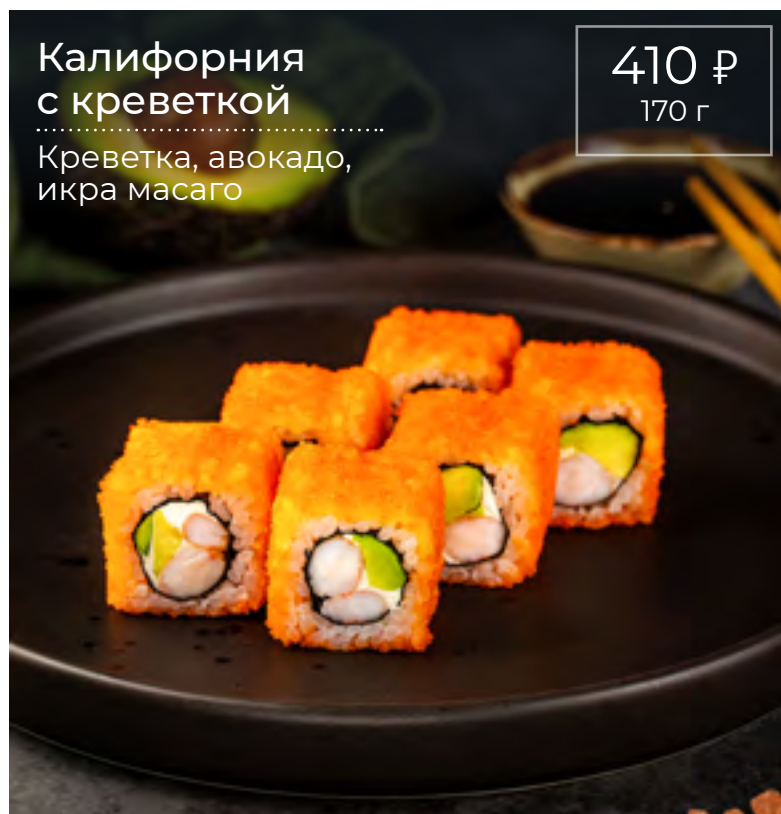 Калифорния
с креветкой
Креветка, авокадо,
икра масаго
410 ₽
170 г